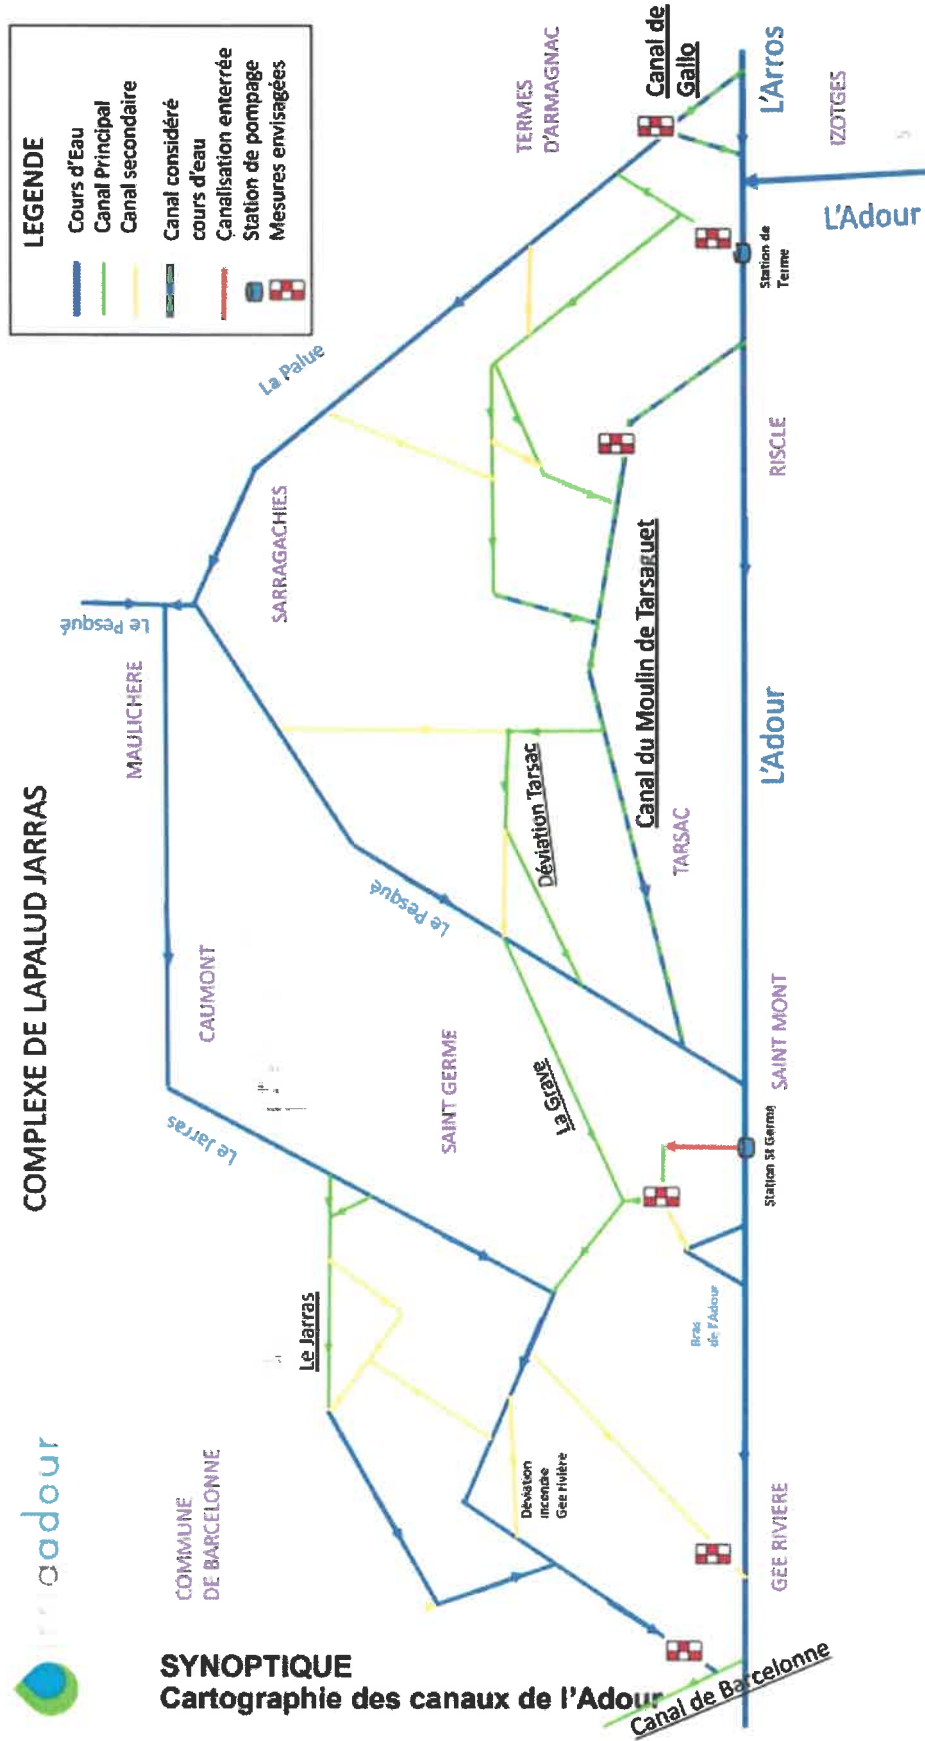 COMPLEXE DE LAPALUD JARRAS
adour
SYNOPTIQUE
Cartographie des canaux de l'Adour
LEGENDE
Cours d'Eau
Canal Principal
Canal secondaire
Canal considéré
cours d'eau
Canalisation enterrée
Station de pompage
Mesures envisagées
MAULICHERE
Le Pesqué
La Palue
SARRAGACHIES
TERMES
D'ARMAGNAC
Canal de
Gallo
L'Arros
IZOTGES
L'Adour
Station de
Terme
RISCLE
Canal du Moulin de Tarsaguet
Déviation Tarsac
TARSAC
L'Adour
Le Pesqué
CAUMONT
Le Jarras
SAINT GERME
La Grave
SAINT MONT
Station St Germe
Bras
de l'Adour
Le Jarras
COMMUNE
DE BARCELONNE
Déviation
Incendie
Gee Rivière
GEE RIVIERE
Canal de Barcelonne